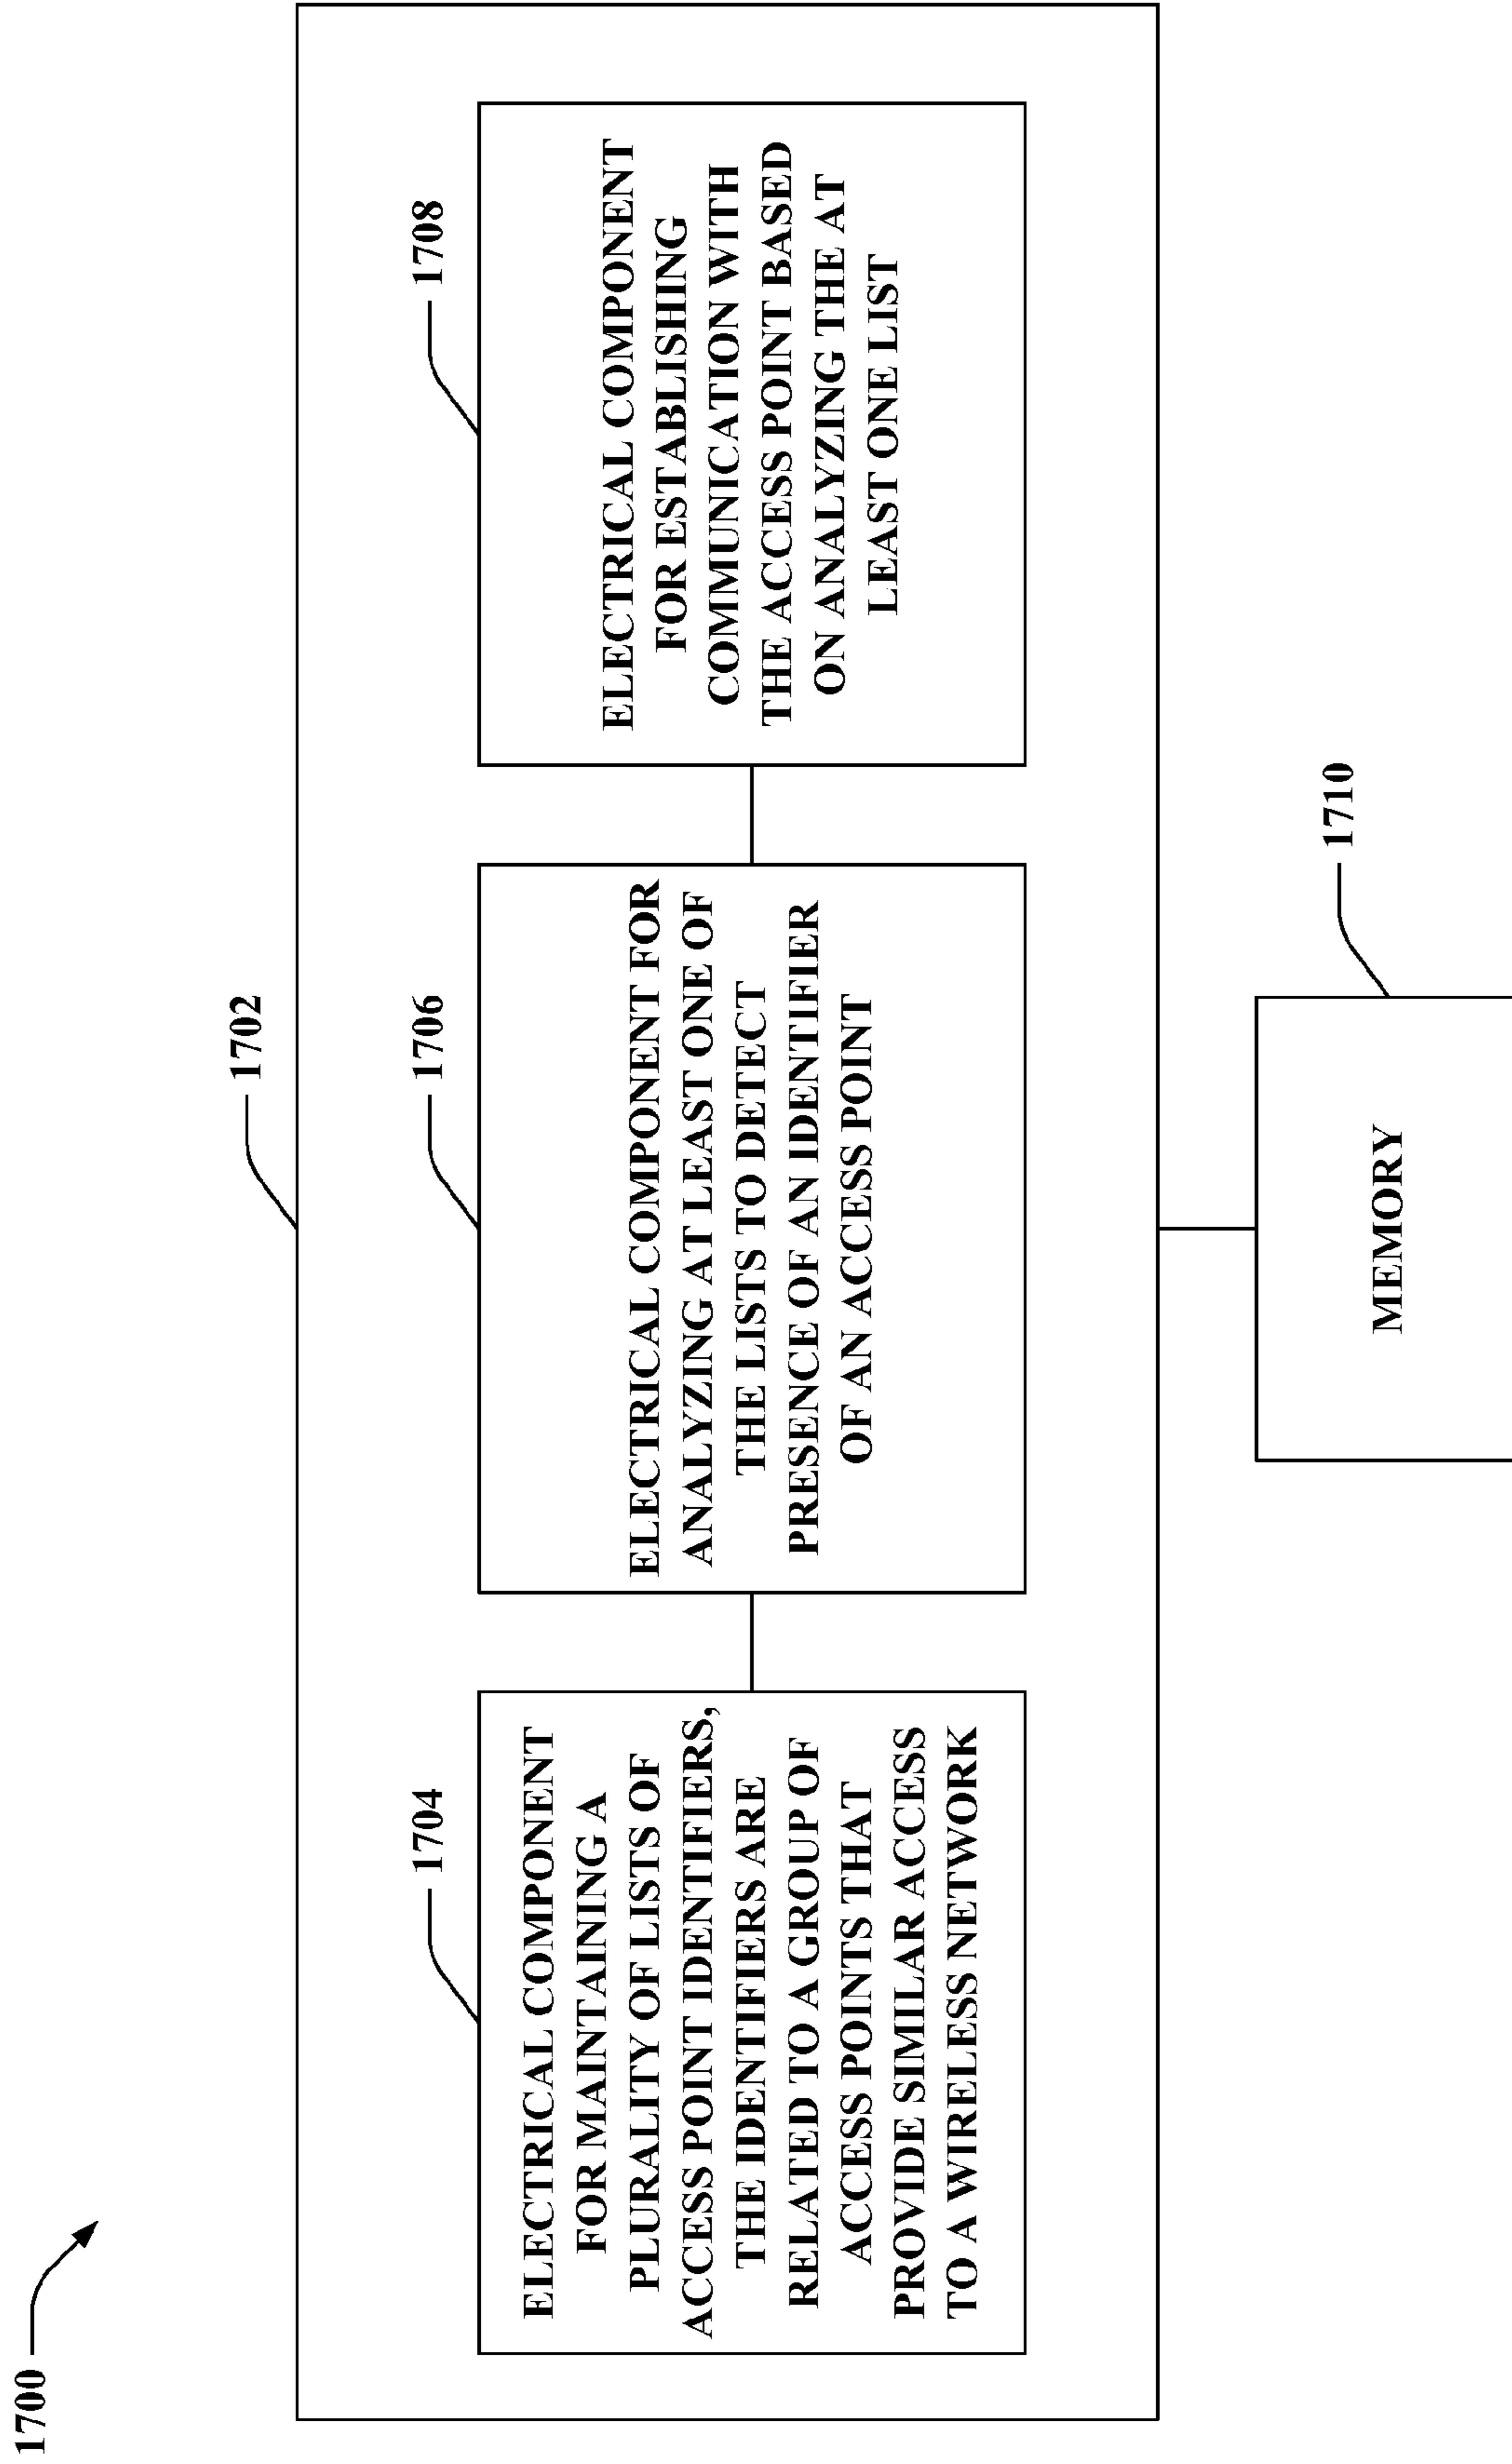 1700
1702
1704
ELECTRICAL COMPONENT
FOR MAINTAINING A
PLURALITY OF LISTS OF
ACCESS POINT IDENTIFIERS,
THE IDENTIFIERS ARE
RELATED TO A GROUP OF
ACCESS POINTS THAT
PROVIDE SIMILAR ACCESS
TO A WIRELESS NETWORK
1706
ELECTRICAL COMPONENT FOR
ANALYZING AT LEAST ONE OF
THE LISTS TO DETECT
PRESENCE OF AN IDENTIFIER
OF AN ACCESS POINT
1708
ELECTRICAL COMPONENT
FOR ESTABLISHING
COMMUNICATION WITH
THE ACCESS POINT BASED
ON ANALYZING THE AT
LEAST ONE LIST
1710
MEMORY